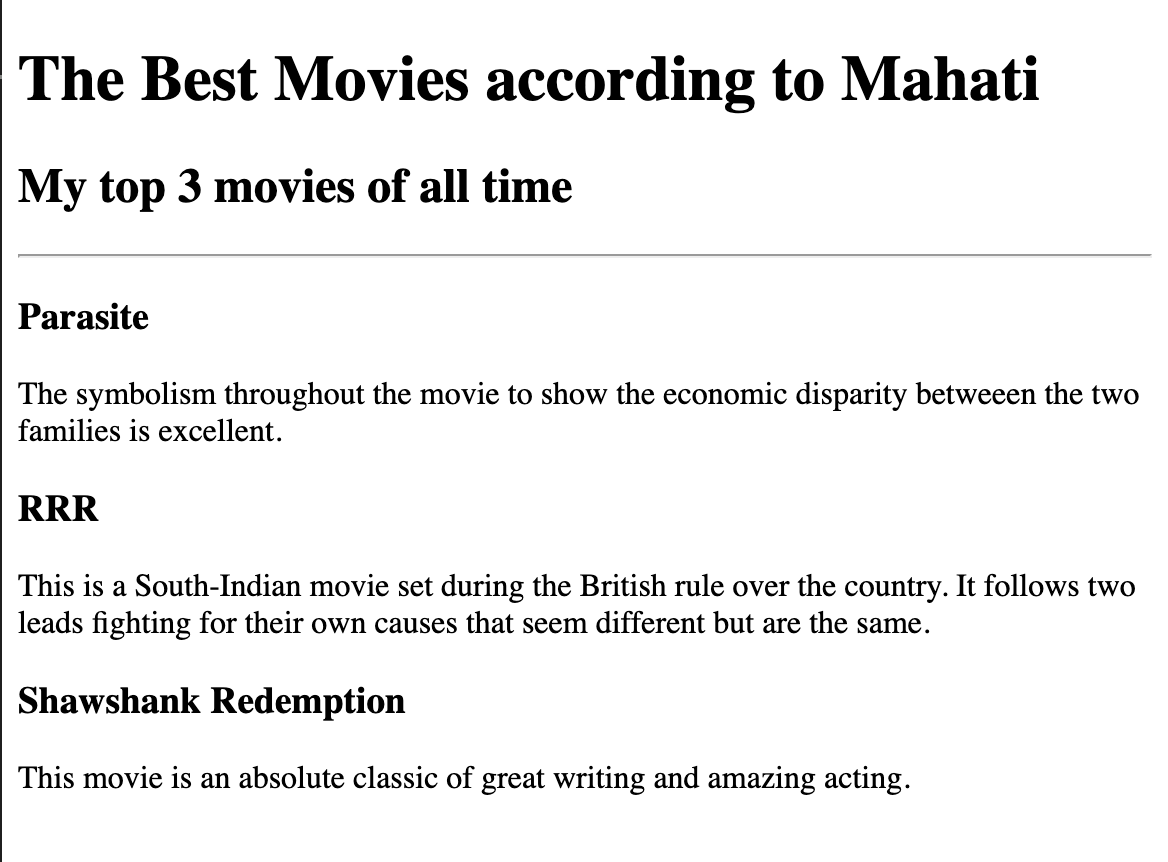 The Best Movies according to Mahati
My top 3 movies of all time
Parasite
The symbolism throughout the movie to show the economic disparity betweeen the two
families is excellent.
RRR
This is a South-Indian movie set during the British rule over the country. It follows two
leads fighting for their own causes that seem different but are the same.
Shawshank Redemption
This movie is an absolute classic of great writing and amazing acting.